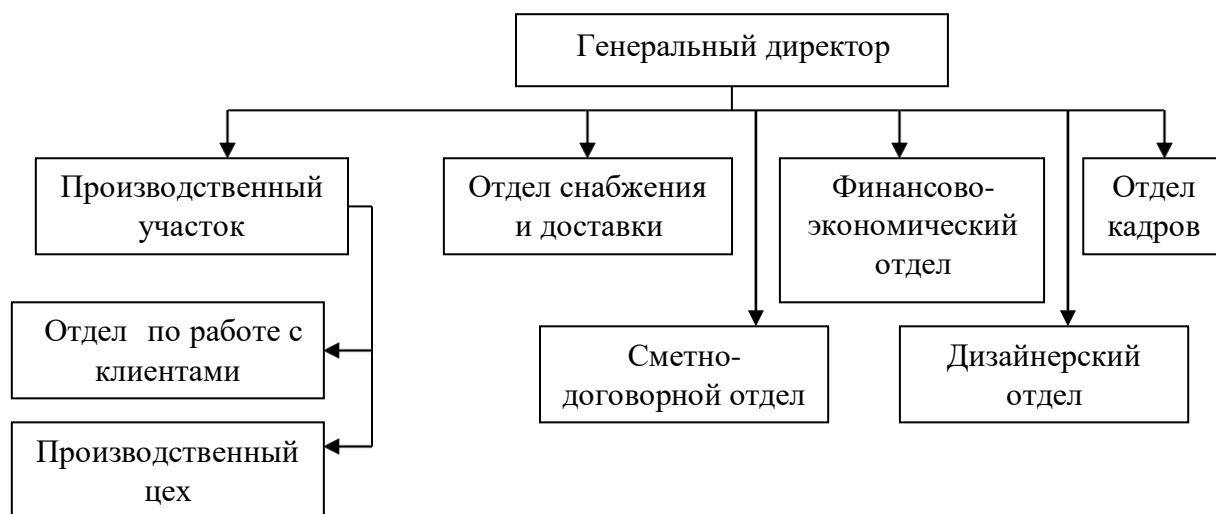 Генеральный директор
Производственный
участок
Отдел снабжения
и доставки
Финансово-
экономический
отдел
Отдел
кадров
Отдел по работе с
клиентами
Сметно-
договорной отдел
Дизайнерский
отдел
Производственный
цех